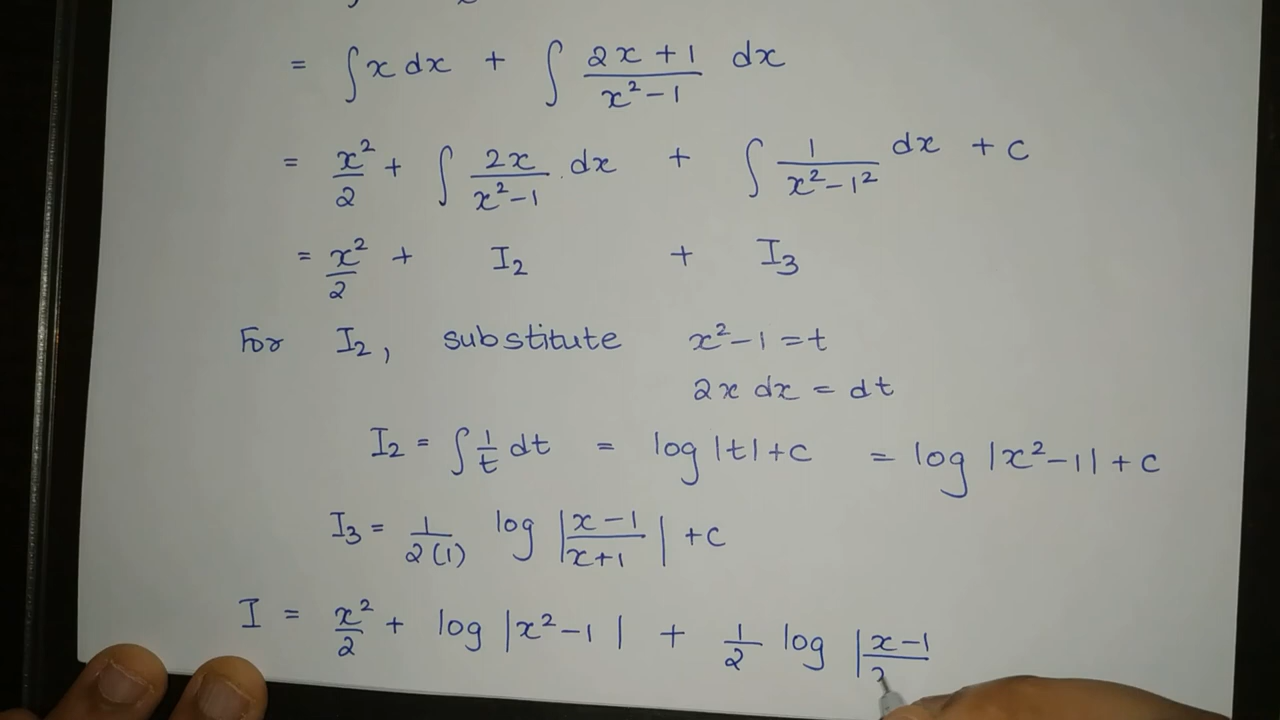 = ∫ x dx + ∫ (2x+1)/(x²-1) dx
= x²/2 + ∫ 2x/(x²-1) . dx + ∫ 1/(x²-1²) dx + c
= x²/2 + I₂ + I₃
For I₂, substitute x²-1 = t
2x dx = dt
I₂ = ∫ 1/t dt = log |t| + c = log |x²-1| + c
I₃ = 1/2(1) log |(x-1)/(x+1)| + c
I = x²/2 + log |x²-1| + 1/2 log |x-1